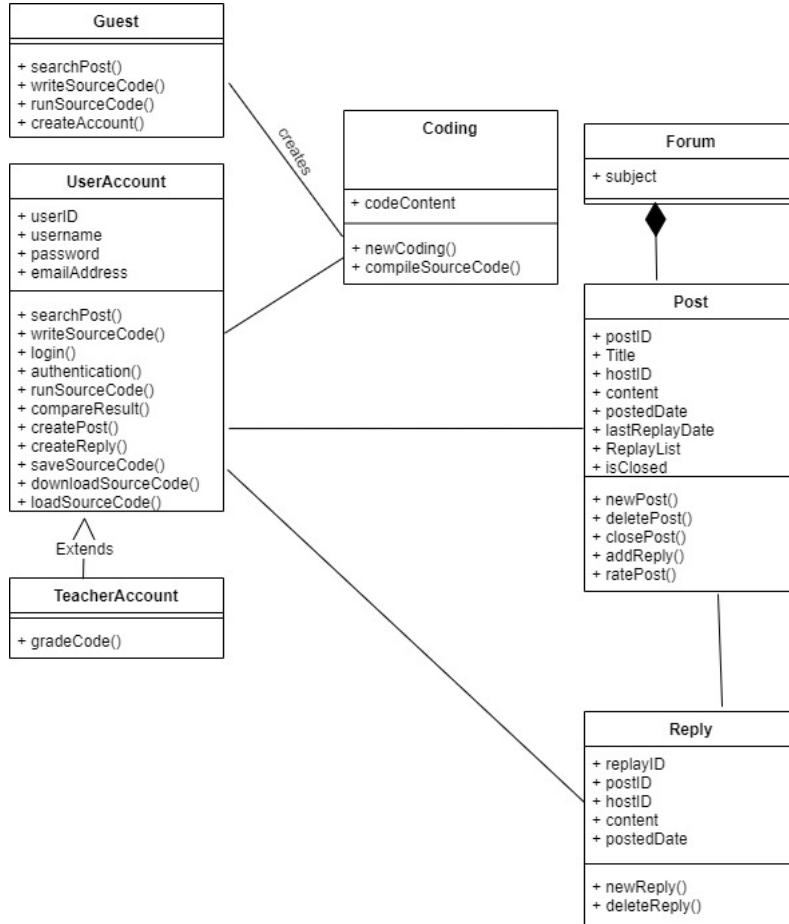 Guest
+ searchPost()
+ writeSourceCode()
+ runSourceCode()
+ createAccount()
creates
Coding
+ codeContent
+ newCoding()
+ compileSourceCode()
Forum
+ subject
UserAccount
+ userID
+ username
+ password
+ emailAddress
+ searchPost()
+ writeSourceCode()
+ login()
+ authentication()
+ runSourceCode()
+ compareResult()
+ createPost()
+ createReply()
+ saveSourceCode()
+ downloadSourceCode()
+ loadSourceCode()
Extends
TeacherAccount
+ gradeCode()
Post
+ postID
+ Title
+ hostID
+ content
+ postedDate
+ lastReplayDate
+ ReplayList
+ isClosed
+ newPost()
+ deletePost()
+ closePost()
+ addReply()
+ ratePost()
Reply
+ replayID
+ postID
+ hostID
+ content
+ postedDate
+ newReply()
+ deleteReply()